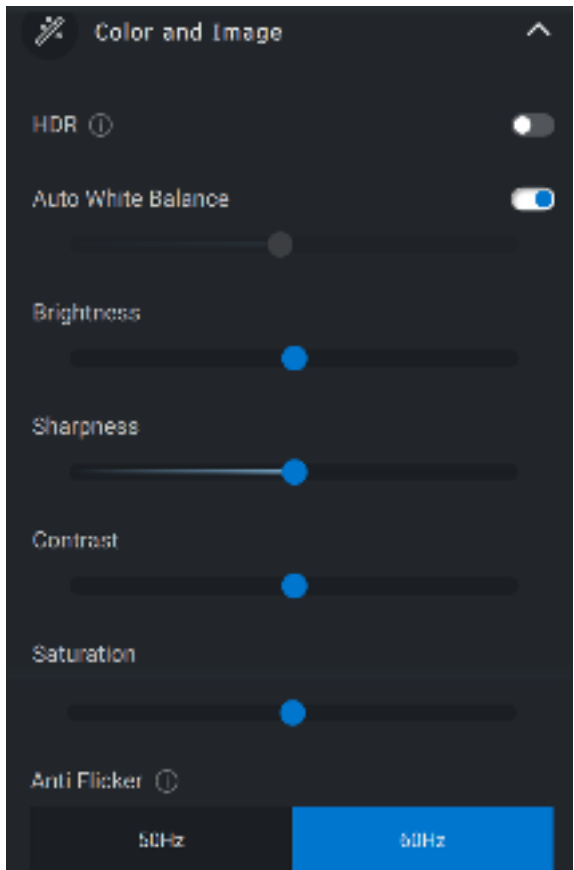 Color and Image
HDR
Auto White Balance
Brightness
Sharpness
Contrast
Saturation
Anti Flicker
50Hz 60Hz